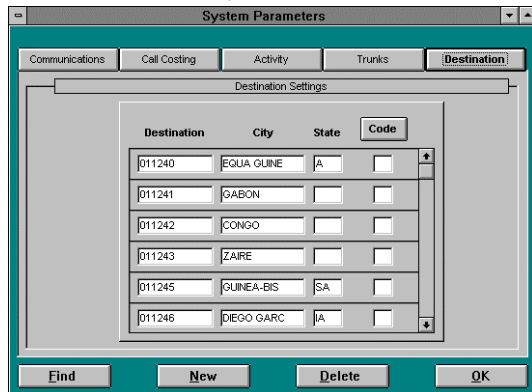 System Parameters
Communications Call Costing Activity Trunks Destination
Destination Settings
Destination City State Code
011240 EQUA GUINE A
011241 GABON
011242 CONGO
011243 ZAIRE
011245 GUINEA-BIS SA
011246 DIEGO GARC IA
Find New Delete OK